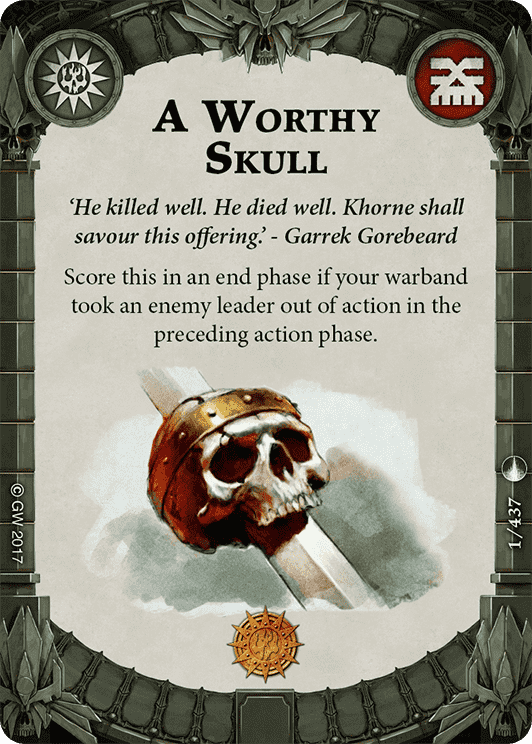 A Worthy
Skull
‘He killed well. He died well. Khorne shall
savour this offering.’ - Garrek Gorebeard
Score this in an end phase if your warband
took an enemy leader out of action in the
preceding action phase.
© GW 2017
1/437